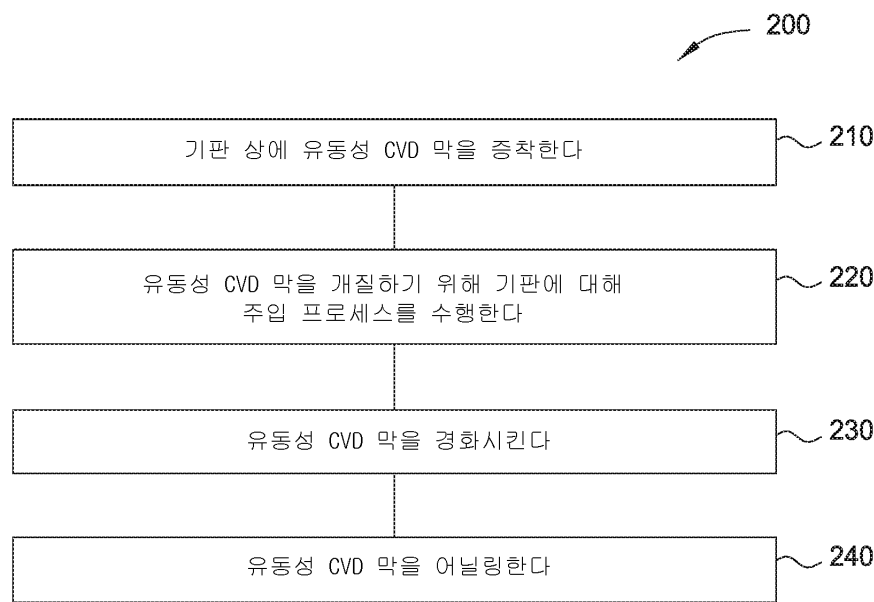 200
기판 상에 유동성 CVD 막을 증착한다
210
유동성 CVD 막을 개질하기 위해 기판에 대해
주입 프로세스를 수행한다
220
유동성 CVD 막을 경화시킨다
230
유동성 CVD 막을 어닐링한다
240